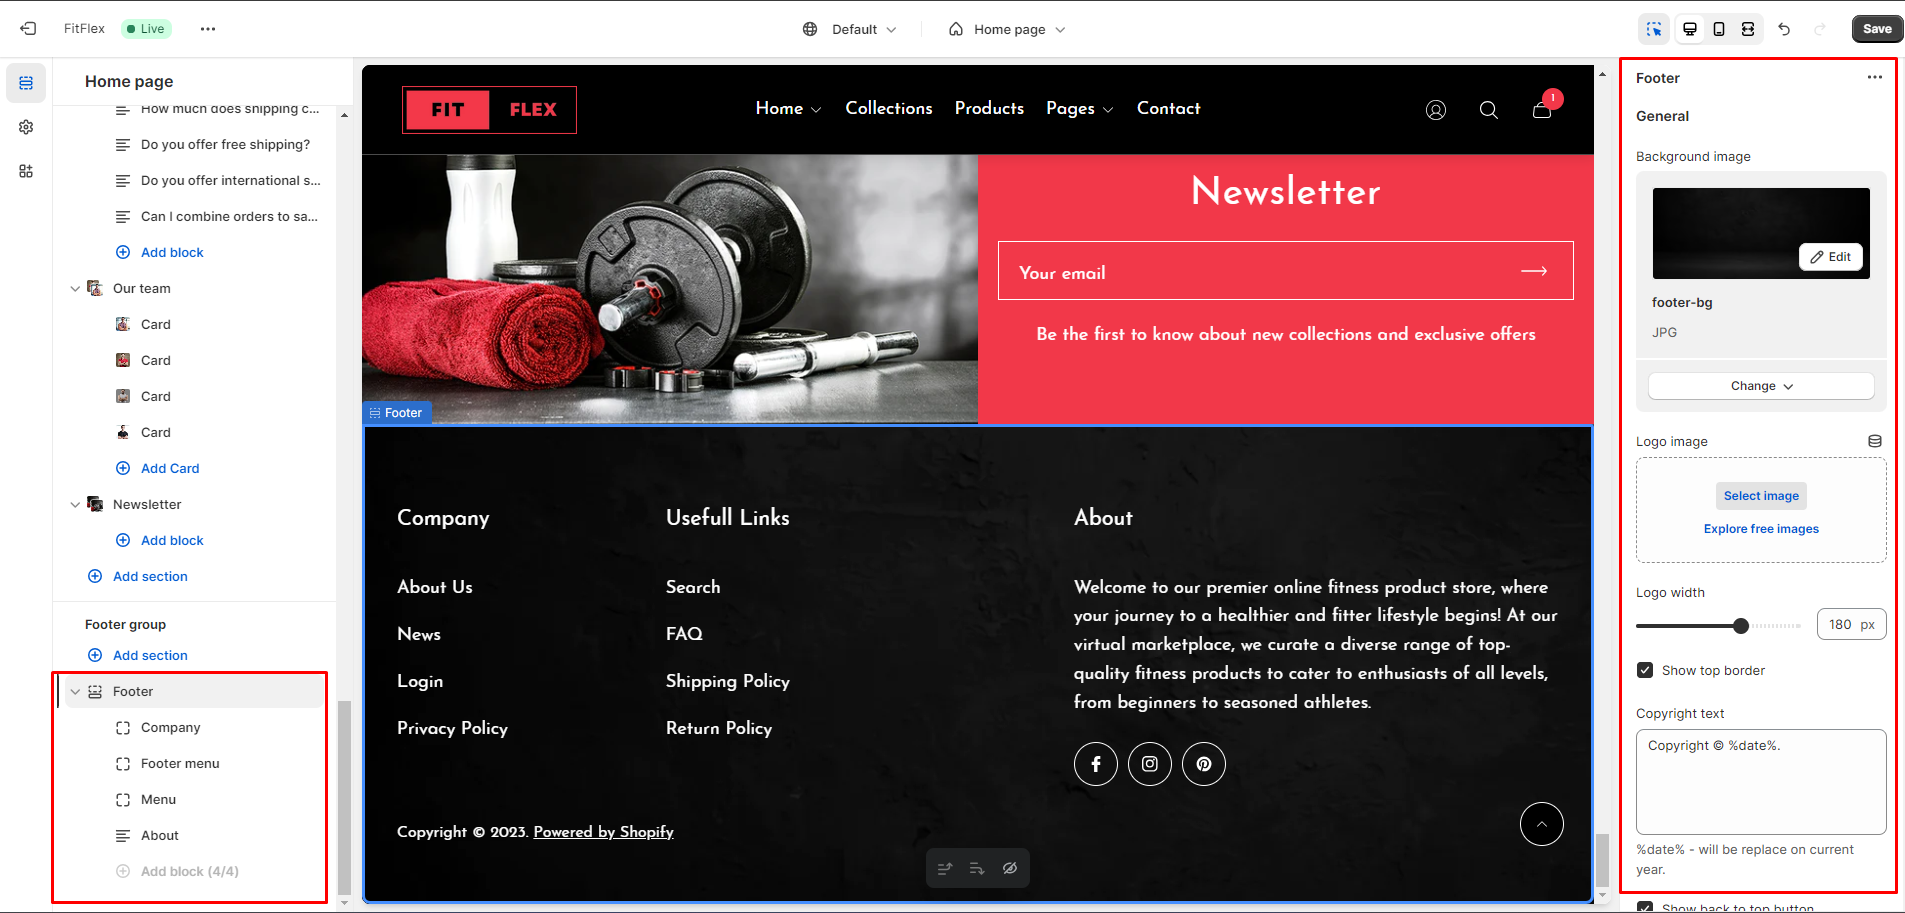 FitFlex
Live
Default
Home page
Save
Home page
How much does shipping c...
Do you offer free shipping?
Do you offer international s...
Can I combine orders to sa...
Add block
Our team
Card
Card
Card
Card
Add Card
Newsletter
Add block
Add section
Footer group
Add section
Footer
Company
Footer menu
Menu
About
Add block (4/4)
FIT FLEX
Home
Collections
Products
Pages
Contact
1
Newsletter
Your email
Be the first to know about new collections and exclusive offers
Footer
Company
About Us
News
Login
Privacy Policy
Usefull Links
Search
FAQ
Shipping Policy
Return Policy
About
Welcome to our premier online fitness product store, where
your journey to a healthier and fitter lifestyle begins! At our
virtual marketplace, we curate a diverse range of top-
quality fitness products to cater to enthusiasts of all levels,
from beginners to seasoned athletes.
Copyright © 2023. Powered by Shopify
Footer
General
Background image
Edit
footer-bg
JPG
Change
Logo image
Select image
Explore free images
Logo width
180 px
Show top border
Copyright text
Copyright © %date%.
%date% - will be replace on current
year.
Show back to top button